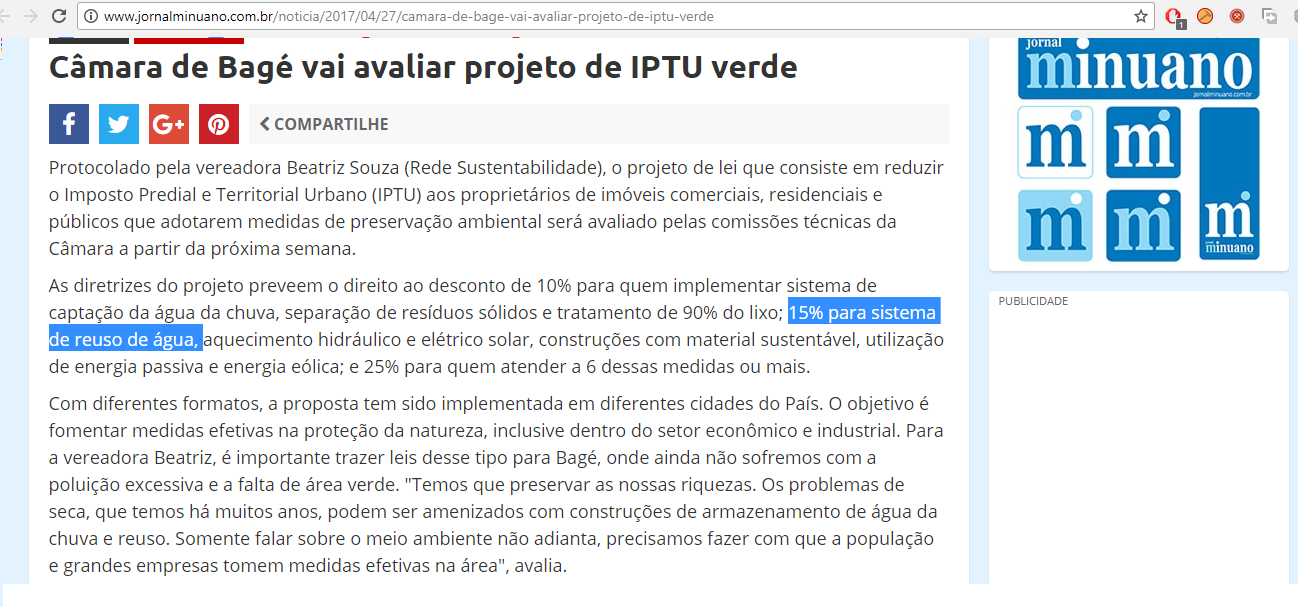 www.jornalminuano.com.br/noticia/2017/04/27/camara-de-bage-vai-avaliar-projeto-de-iptu-verde
1
Câmara de Bagé vai avaliar projeto de IPTU verde
f G+ COMPARTILHE
Protocolado pela vereadora Beatriz Souza (Rede Sustentabilidade), o projeto de lei que consiste em reduzir
o Imposto Predial e Territorial Urbano (IPTU) aos proprietários de imóveis comerciais, residenciais e
públicos que adotarem medidas de preservação ambiental será avaliado pelas comissões técnicas da
Câmara a partir da próxima semana.
As diretrizes do projeto preveem o direito ao desconto de 10% para quem implementar sistema de
captação da água da chuva, separação de resíduos sólidos e tratamento de 90% do lixo; 15% para sistema
de reuso de água, aquecimento hidráulico e elétrico solar, construções com material sustentável, utilização
de energia passiva e energia eólica; e 25% para quem atender a 6 dessas medidas ou mais.
Com diferentes formatos, a proposta tem sido implementada em diferentes cidades do País. O objetivo é
fomentar medidas efetivas na proteção da natureza, inclusive dentro do setor econômico e industrial. Para
a vereadora Beatriz, é importante trazer leis desse tipo para Bagé, onde ainda não sofremos com a
poluição excessiva e a falta de área verde. "Temos que preservar as nossas riquezas. Os problemas de
seca, que temos há muitos anos, podem ser amenizados com construções de armazenamento de água da
chuva e reuso. Somente falar sobre o meio ambiente não adianta, precisamos fazer com que a população
e grandes empresas tomem medidas efetivas na área", avalia.
jornal
minuano
jornalminuano.com.br
mi mi
mi mi mi
jornal
minuano
PUBLICIDADE